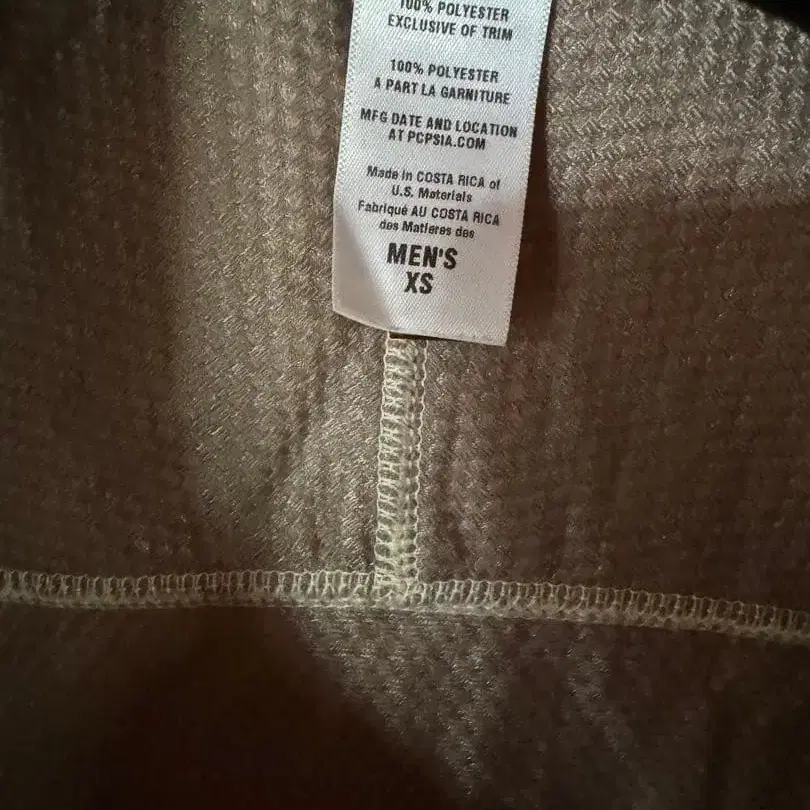 100% POLYESTER
EXCLUSIVE OF TRIM
100% POLYESTER
A PART LA GARNITURE
MFG DATE AND LOCATION
AT PCPSIA.COM
Made in COSTA RICA of
U.S. Materials
Fabriqué AU COSTA RICA
des Matieres des
MEN'S
XS